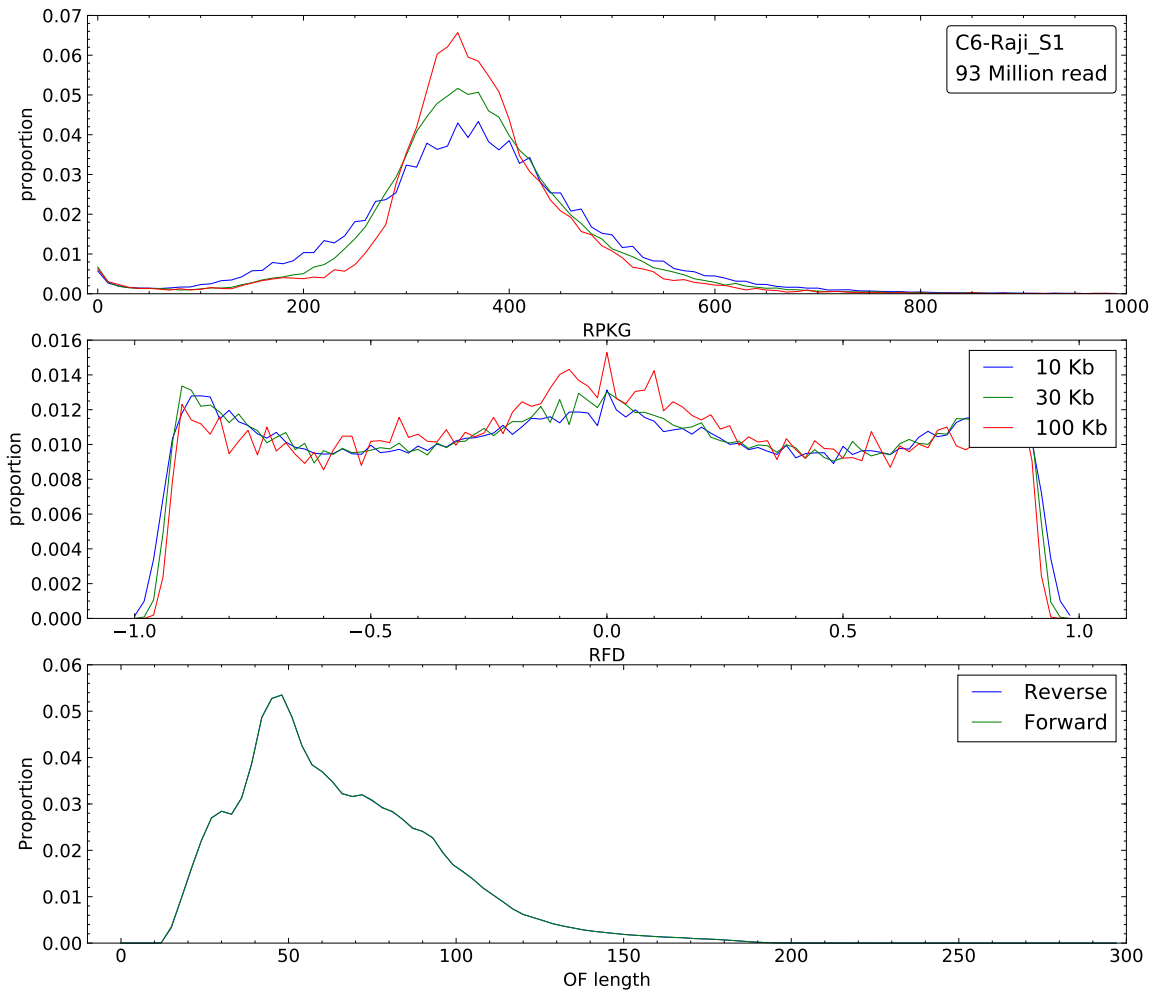 0.07
0.06
0.05
0.04
0.03
0.02
0.01
0.00
proportion
C6-Raji_S1
93 Million read
0 200 400 600 800 1000
RPKG
0.016
0.014
0.012
0.010
0.008
0.006
0.004
0.002
0.000
proportion
10 Kb
30 Kb
100 Kb
−1.0 −0.5 0.0 0.5 1.0
RFD
0.06
0.05
0.04
0.03
0.02
0.01
0.00
Proportion
Reverse
Forward
0 50 100 150 200 250 300
OF length